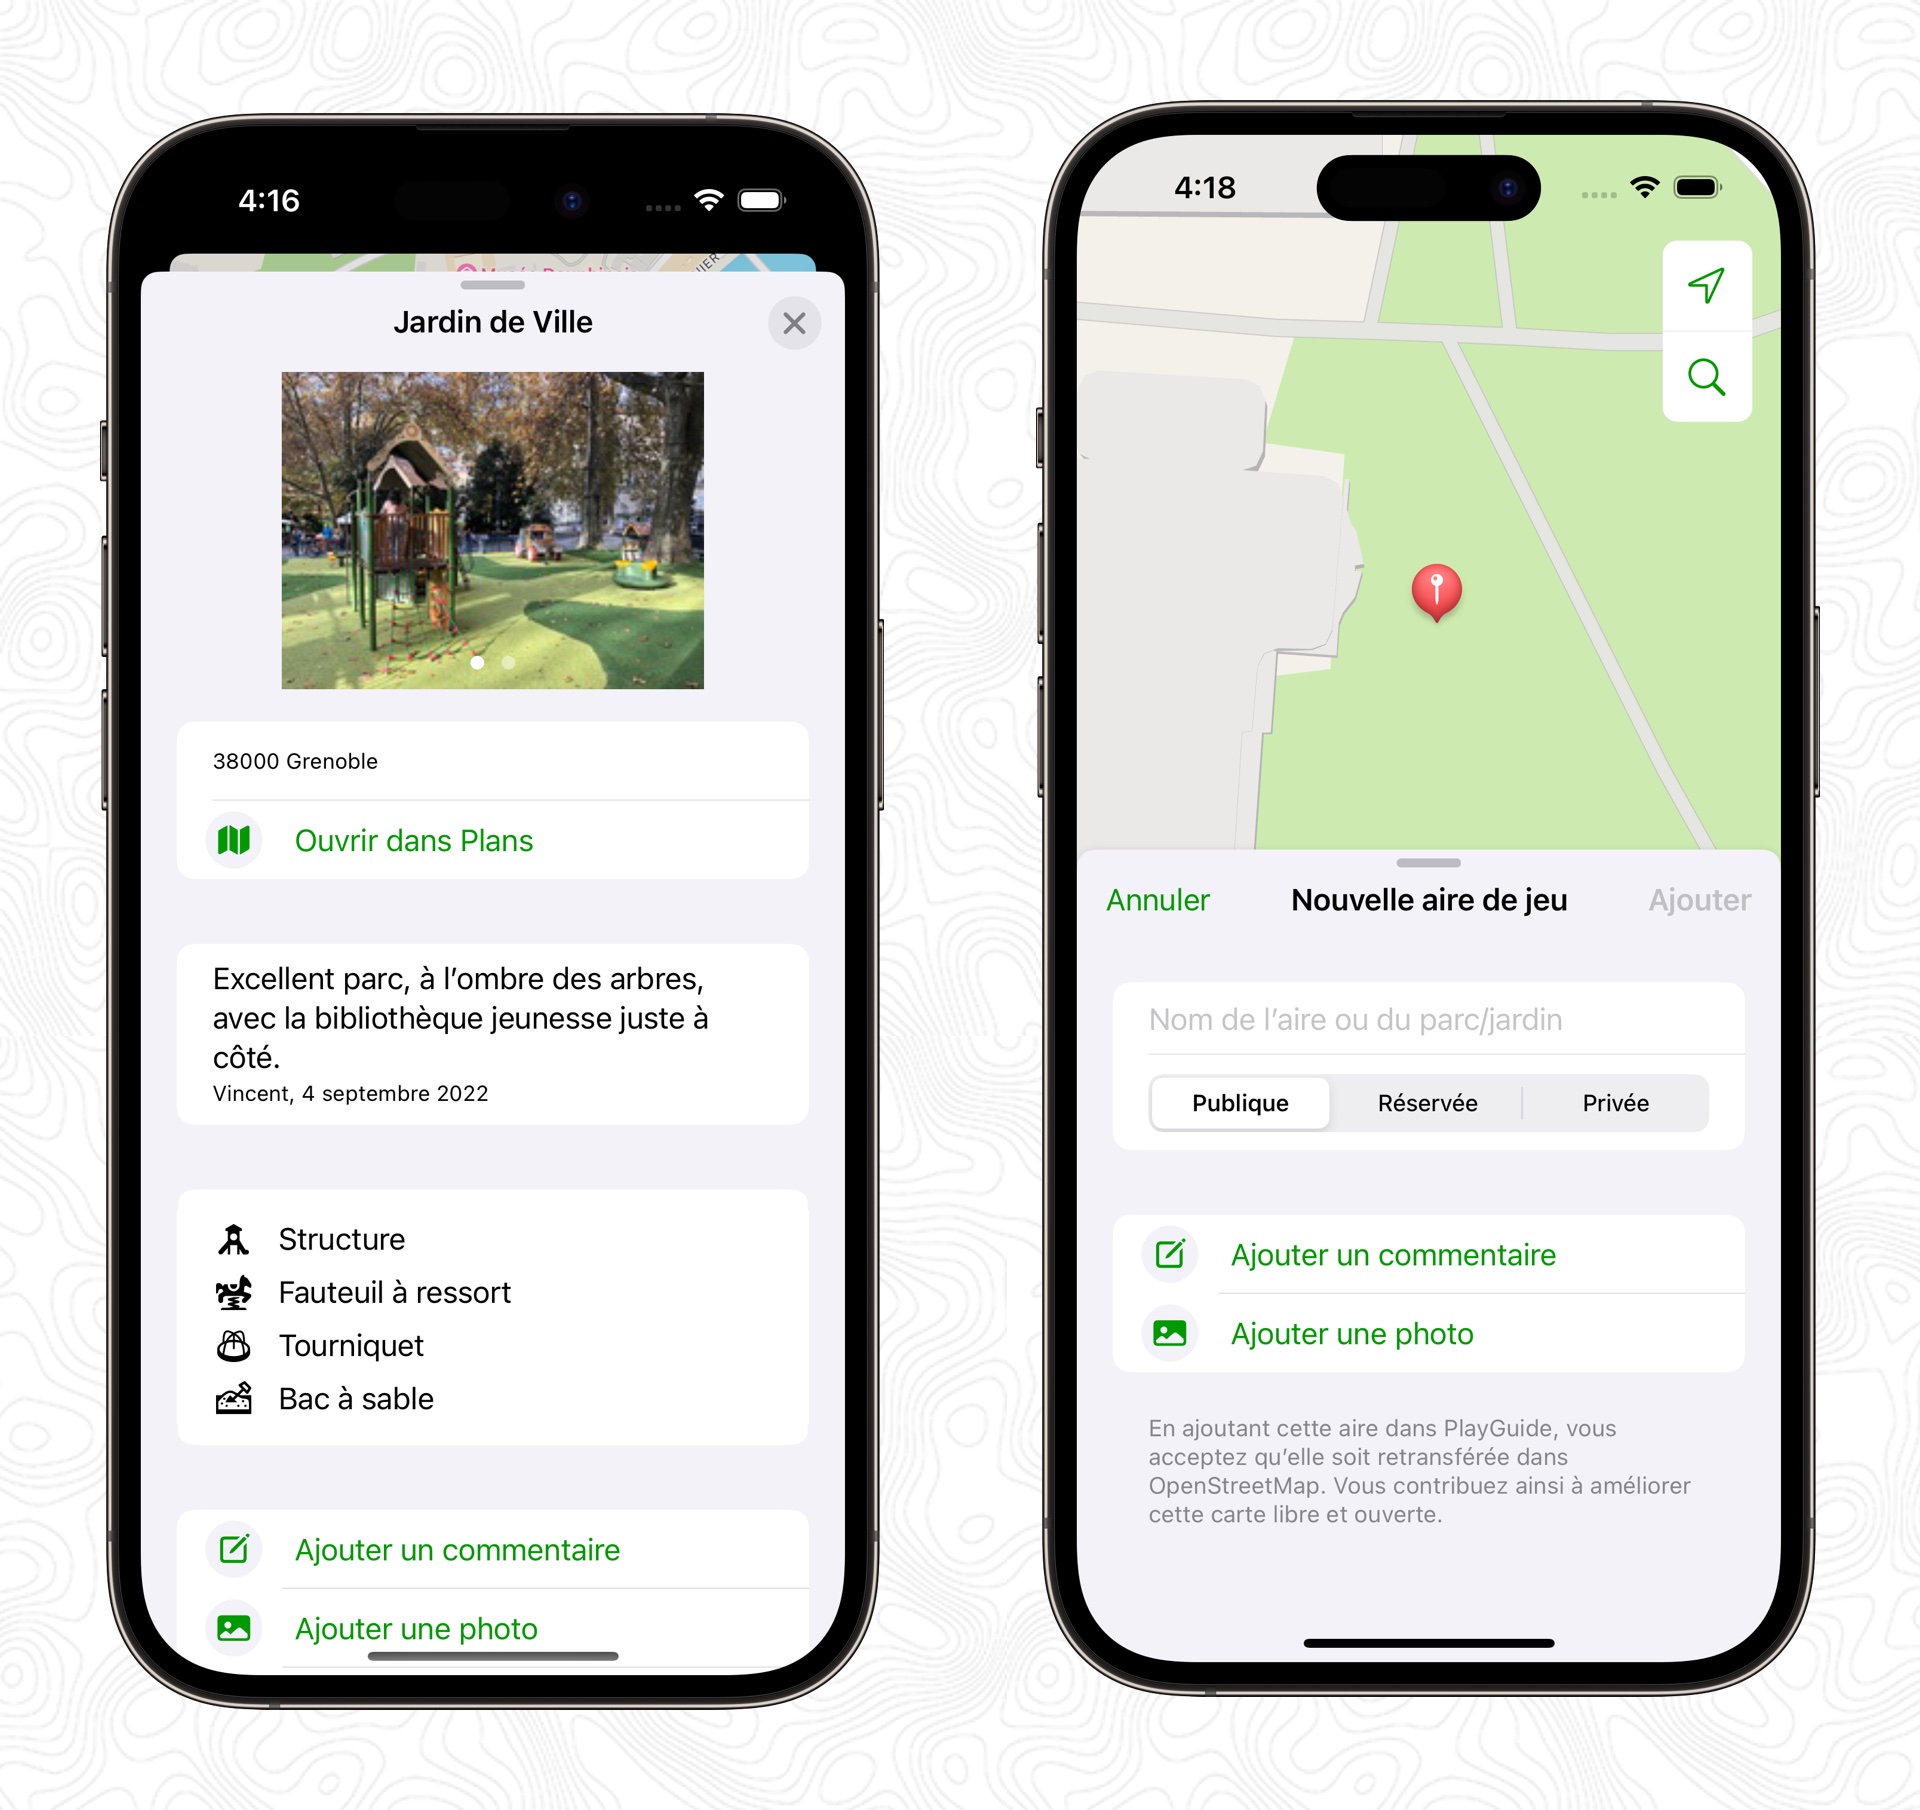 4:16
IER
Jardin de Ville
38000 Grenoble
Ouvrir dans Plans
Excellent parc, à l’ombre des arbres,
avec la bibliothèque jeunesse juste à
côté.
Vincent, 4 septembre 2022
Structure
Fauteuil à ressort
Tourniquet
Bac à sable
Ajouter un commentaire
Ajouter une photo
4:18
Annuler
Nouvelle aire de jeu
Ajouter
Nom de l’aire ou du parc/jardin
Publique
Réservée
Privée
Ajouter un commentaire
Ajouter une photo
En ajoutant cette aire dans PlayGuide, vous
acceptez qu’elle soit retransférée dans
OpenStreetMap. Vous contribuez ainsi à améliorer
cette carte libre et ouverte.